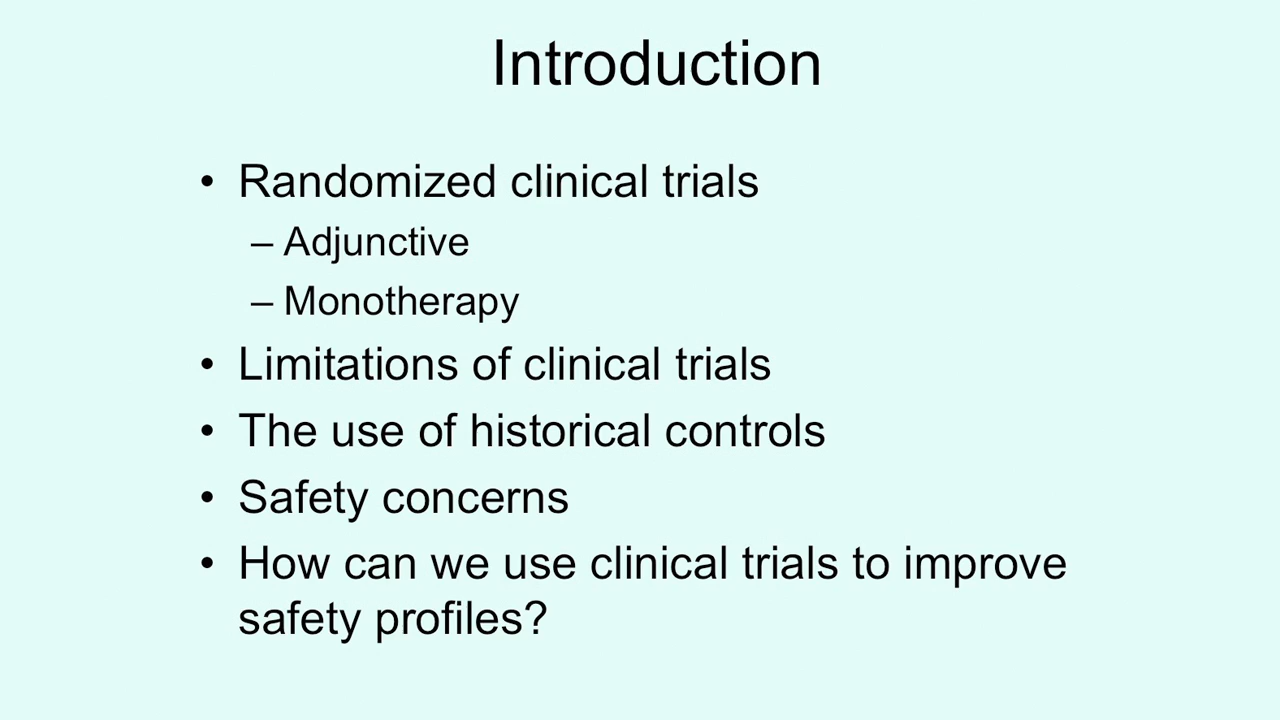 Introduction
• Randomized clinical trials
– Adjunctive
– Monotherapy
• Limitations of clinical trials
• The use of historical controls
• Safety concerns
• How can we use clinical trials to improve
safety profiles?